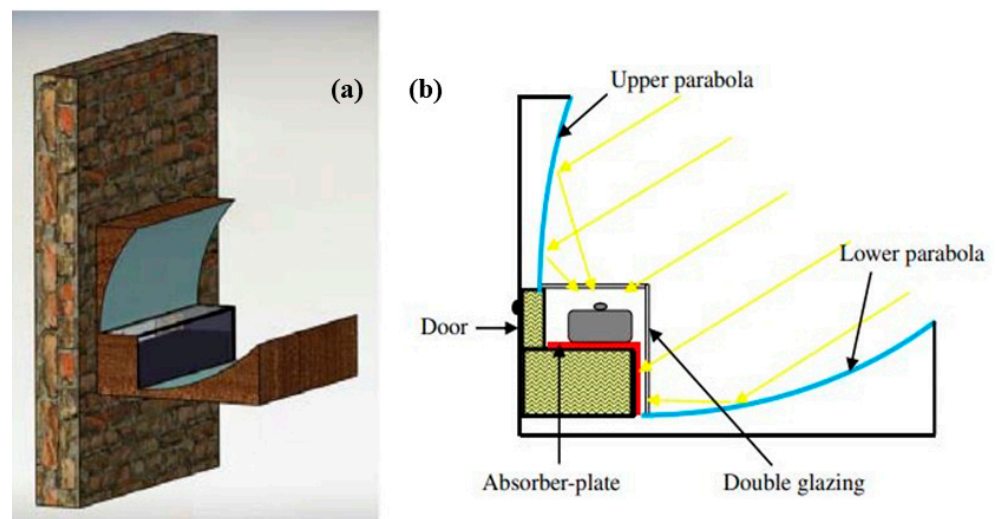 (a)
(b)
Upper parabola
Lower parabola
Door
Absorber-plate
Double glazing